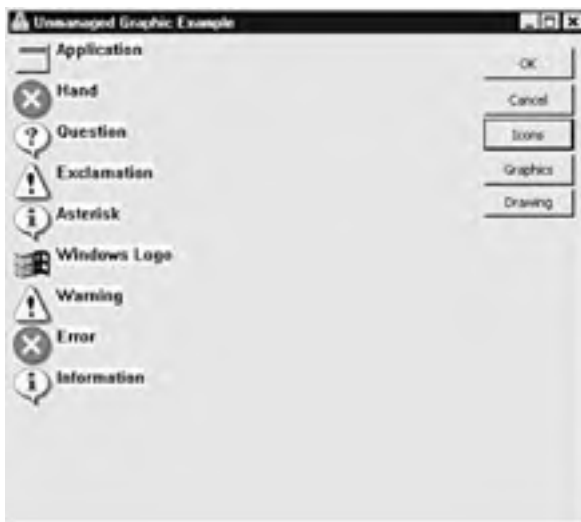 Unmanaged Graphic Example
Application
Hand
Question
Exclamation
Asterisk
Windows Logo
Warning
Error
Information
OK
Cancel
Icons
Graphics
Drawing